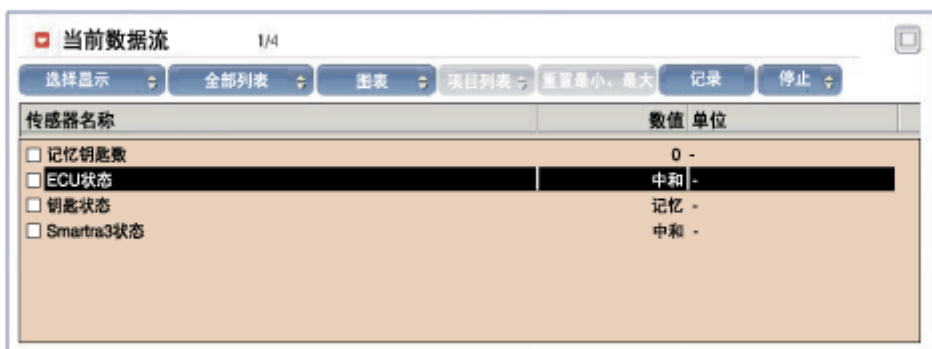 当前数据流 1/4
选择显示 全部列表 图表 项目列表 重置最小、最大 记录 停止
传感器名称 数值 单位
记忆钥匙数 0 -
ECU状态 中和 -
钥匙状态 记忆 -
Smartra3状态 中和 -